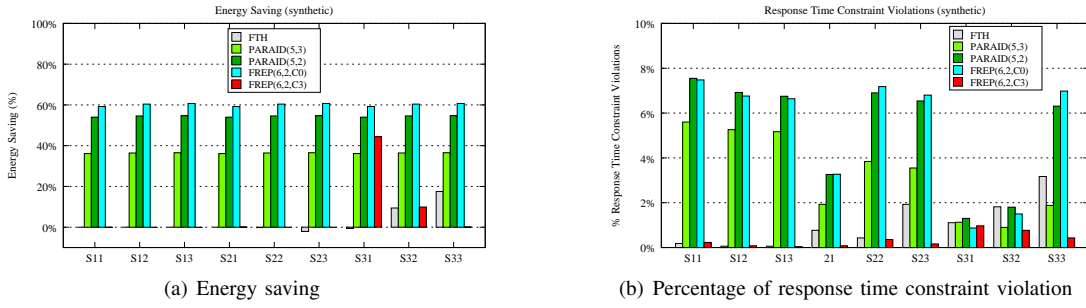 Energy Saving (synthetic)
100%
80%
60%
40%
20%
0%
Energy Saving (%)
FTH
PARAID(5,3)
PARAID(5,2)
FREP(6,2,C0)
FREP(6,2,C3)
S11 S12 S13 S21 S22 S23 S31 S32 S33
(a) Energy saving
Response Time Constraint Violations (synthetic)
10%
8%
6%
4%
2%
0%
% Response Time Constraint Violations
FTH
PARAID(5,3)
PARAID(5,2)
FREP(6,2,C0)
FREP(6,2,C3)
S11 S12 S13 21 S22 S23 S31 S32 S33
(b) Percentage of response time constraint violation